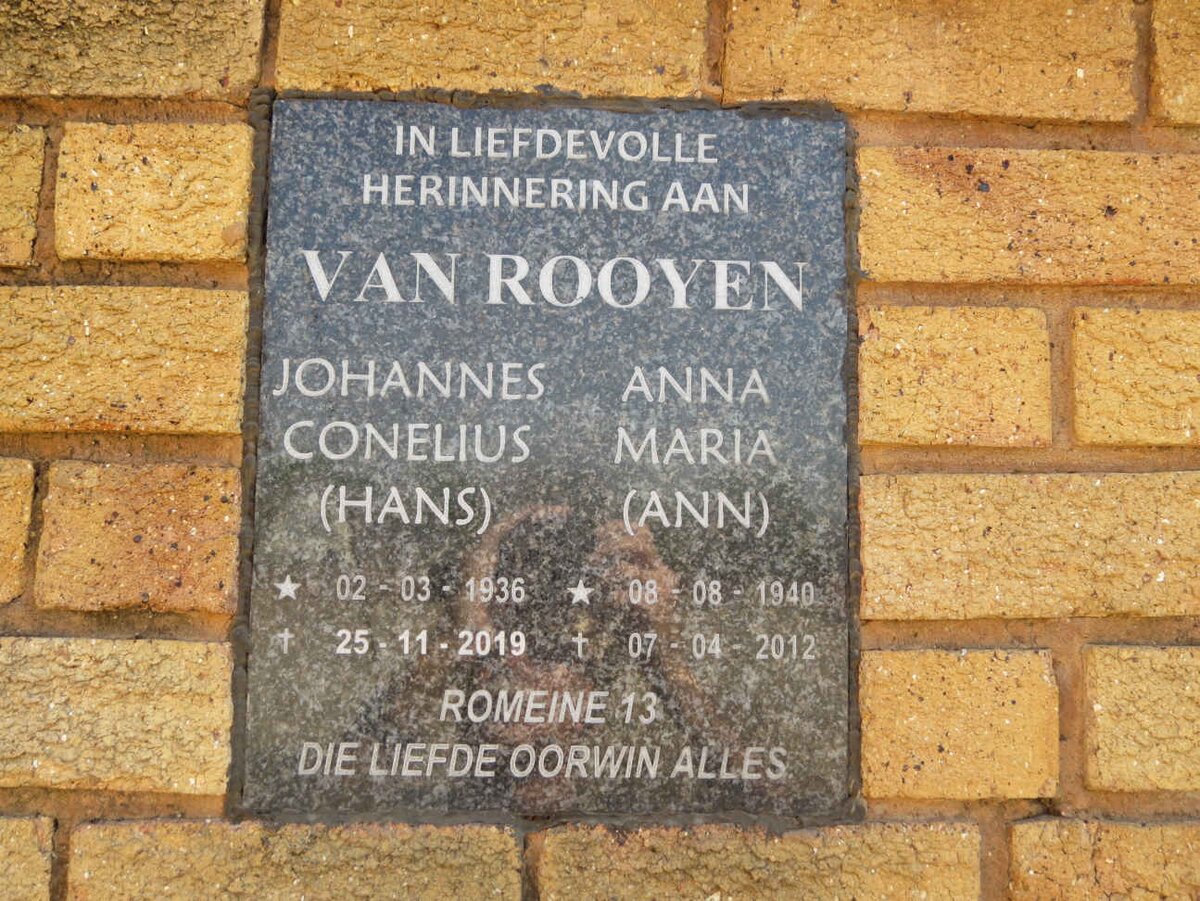 IN LIEFDEVOLLE
HERINNERING AAN
VAN ROOYEN
JOHANNES ANNA
CONELIUS MARIA
(HANS) (ANN)
★ 02 - 03 - 1936 ★ 08 - 08 - 1940
† 25 - 11 - 2019 † 07 - 04 - 2012
ROMEINE 13
DIE LIEFDE OORWIN ALLES